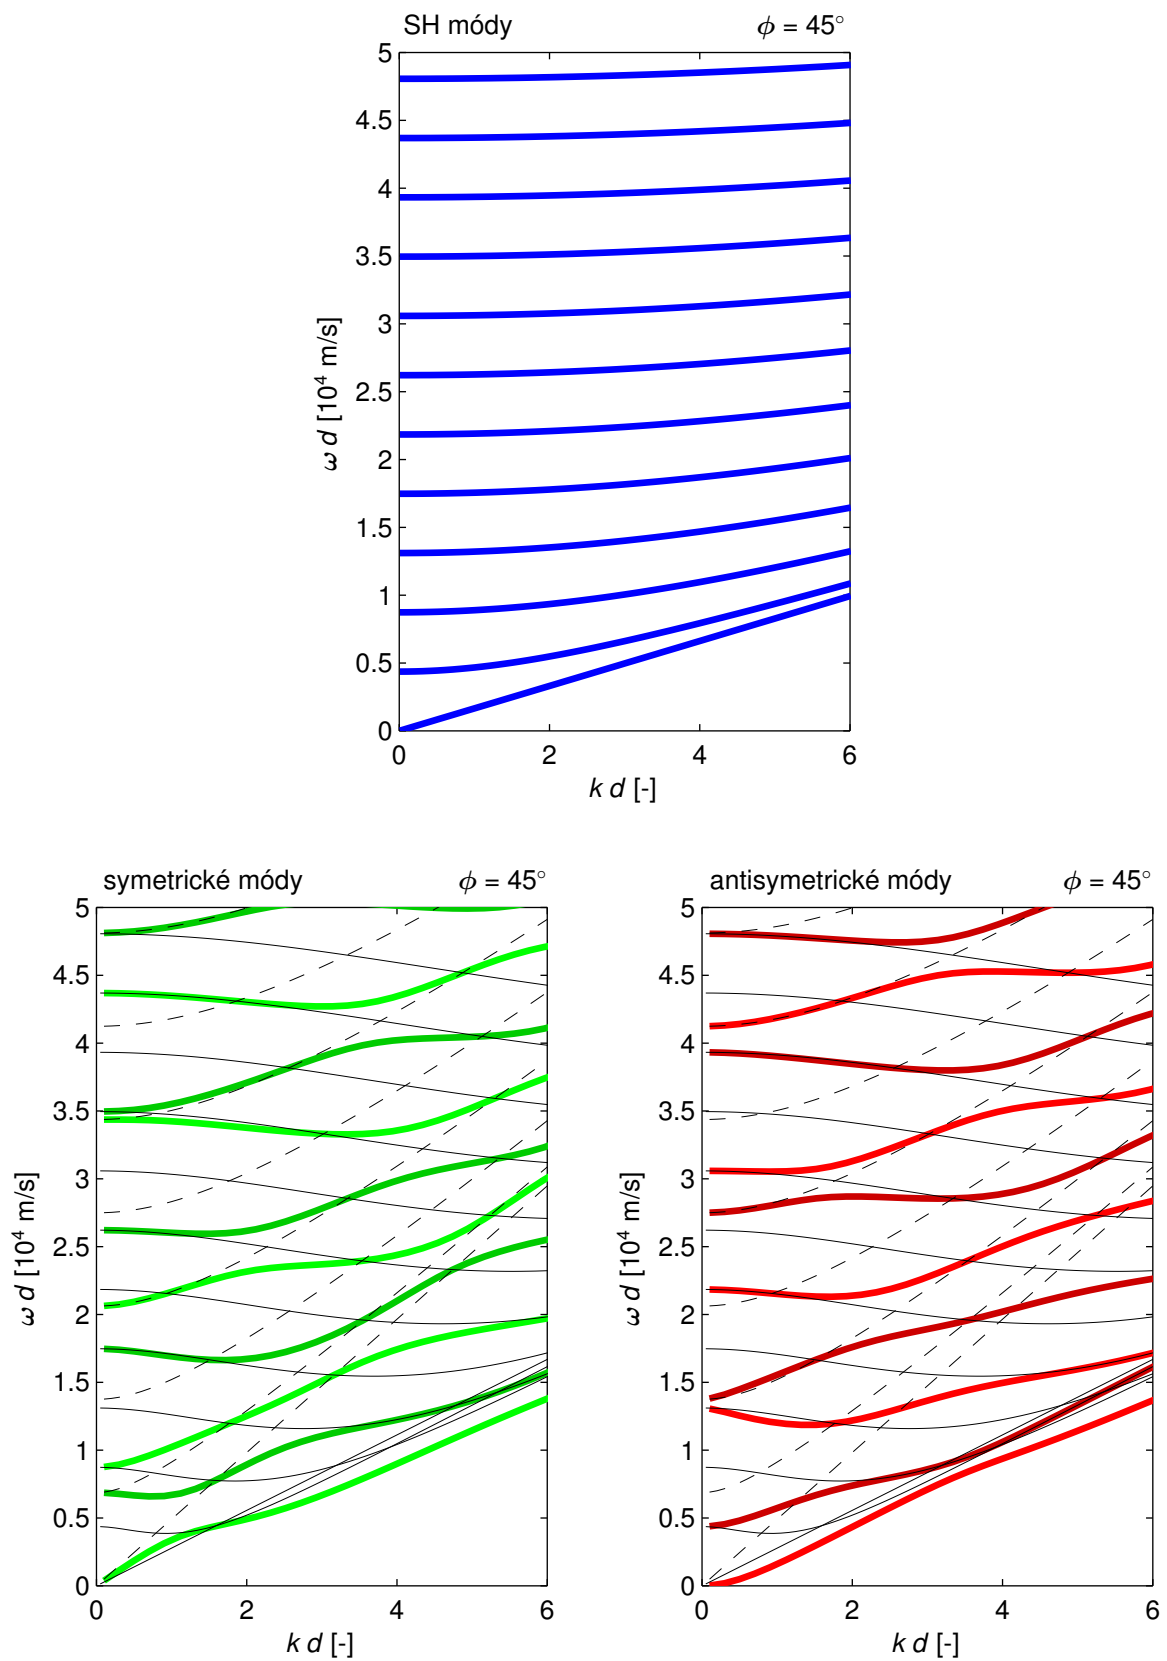 SH módy ϕ = 45°
5
4.5
4
3.5
3
2.5
2
1.5
1
0.5
0
ω d [10⁴ m/s]
0 2 4 6
k d [-]
symetrické módy ϕ = 45°
5
4.5
4
3.5
3
2.5
2
1.5
1
0.5
0
ω d [10⁴ m/s]
0 2 4 6
k d [-]
antisymetrické módy ϕ = 45°
5
4.5
4
3.5
3
2.5
2
1.5
1
0.5
0
ω d [10⁴ m/s]
0 2 4 6
k d [-]